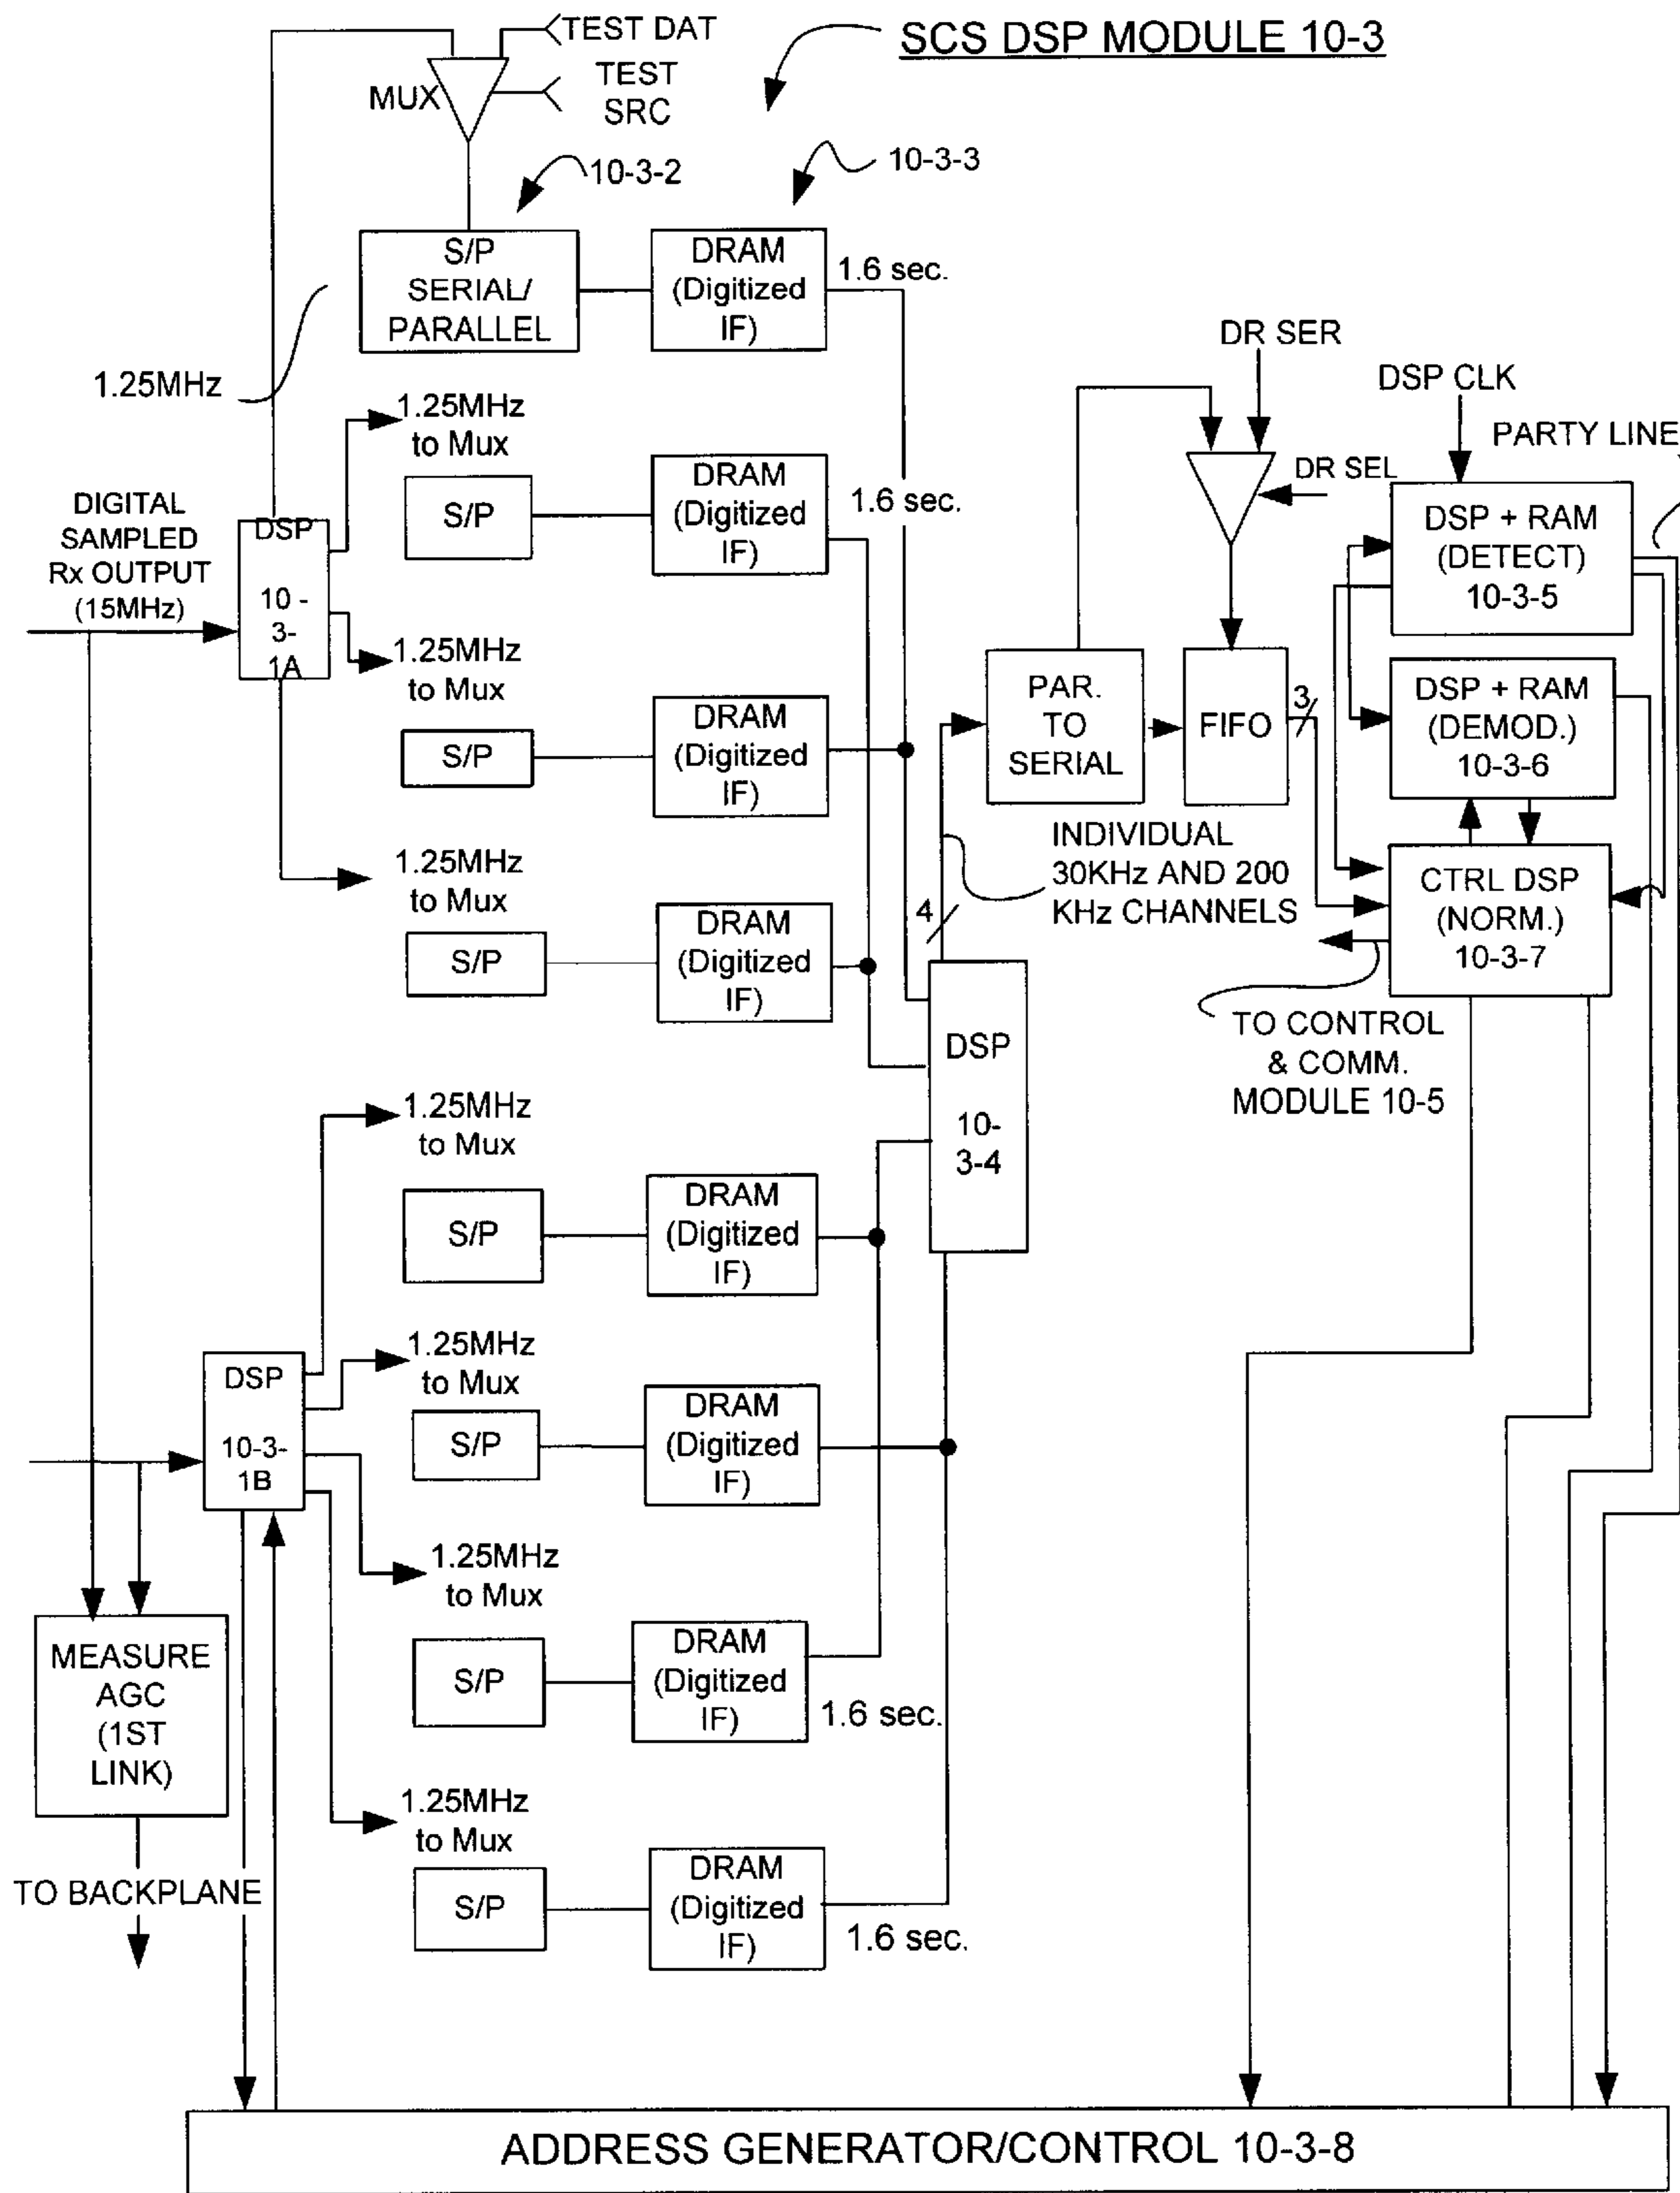 TEST DAT
SCS DSP MODULE 10-3
MUX
TEST
SRC
10-3-2
10-3-3
S/P
SERIAL/
PARALLEL
DRAM
(Digitized
IF)
1.6 sec.
1.25MHz
1.25MHz
to Mux
S/P
DRAM
(Digitized
IF)
1.6 sec.
DIGITAL
SAMPLED
Rx OUTPUT
(15MHz)
DSP
10 -
3-
1A
1.25MHz
to Mux
S/P
DRAM
(Digitized
IF)
1.25MHz
to Mux
S/P
DRAM
(Digitized
IF)
DR SER
DR SEL
DSP CLK
PARTY LINE
DSP + RAM
(DETECT)
10-3-5
PAR.
TO
SERIAL
FIFO
3
DSP + RAM
(DEMOD.)
10-3-6
INDIVIDUAL
30KHz AND 200
KHz CHANNELS
4
CTRL DSP
(NORM.)
10-3-7
TO CONTROL
& COMM.
MODULE 10-5
DSP
10-
3-4
1.25MHz
to Mux
S/P
DRAM
(Digitized
IF)
DSP
10-3-
1B
1.25MHz
to Mux
S/P
DRAM
(Digitized
IF)
1.25MHz
to Mux
S/P
DRAM
(Digitized
IF)
1.6 sec.
MEASURE
AGC
(1ST
LINK)
TO BACKPLANE
1.25MHz
to Mux
S/P
DRAM
(Digitized
IF)
1.6 sec.
ADDRESS GENERATOR/CONTROL 10-3-8